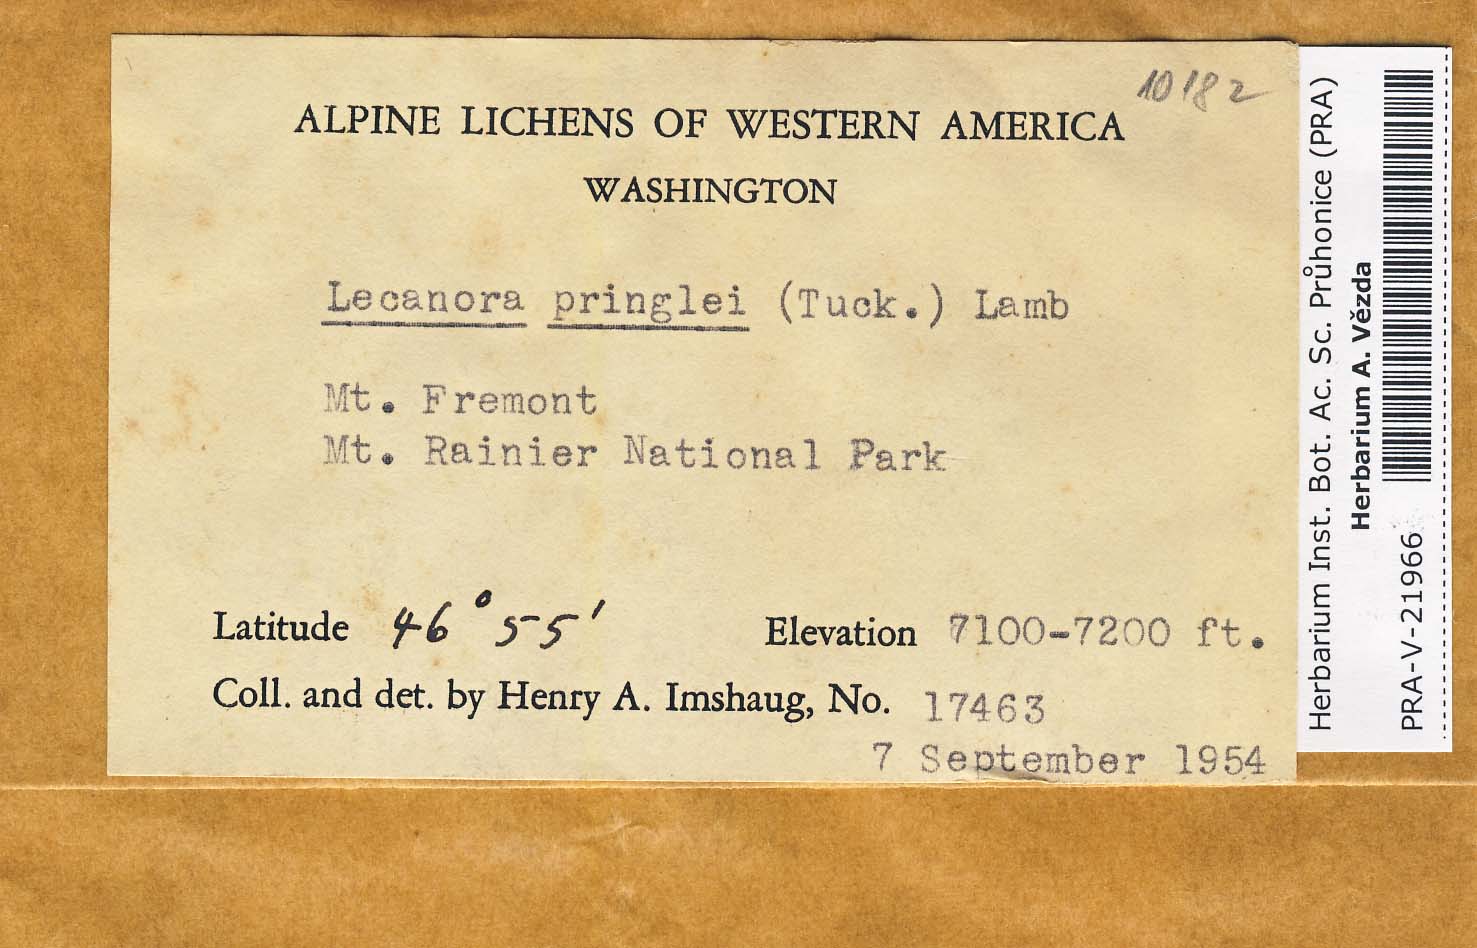 10182
ALPINE LICHENS OF WESTERN AMERICA
WASHINGTON
Lecanora pringlei (Tuck.) Lamb
Mt. Fremont
Mt. Rainier National Park
Latitude 46° 55' Elevation 7100-7200 ft.
Coll. and det. by Henry A. Imshaug, No. 17463
7 September 1954
Herbarium Inst. Bot. Ac. Sc. Průhonice (PRA)
Herbarium A. Vězda
PRA-V-21966